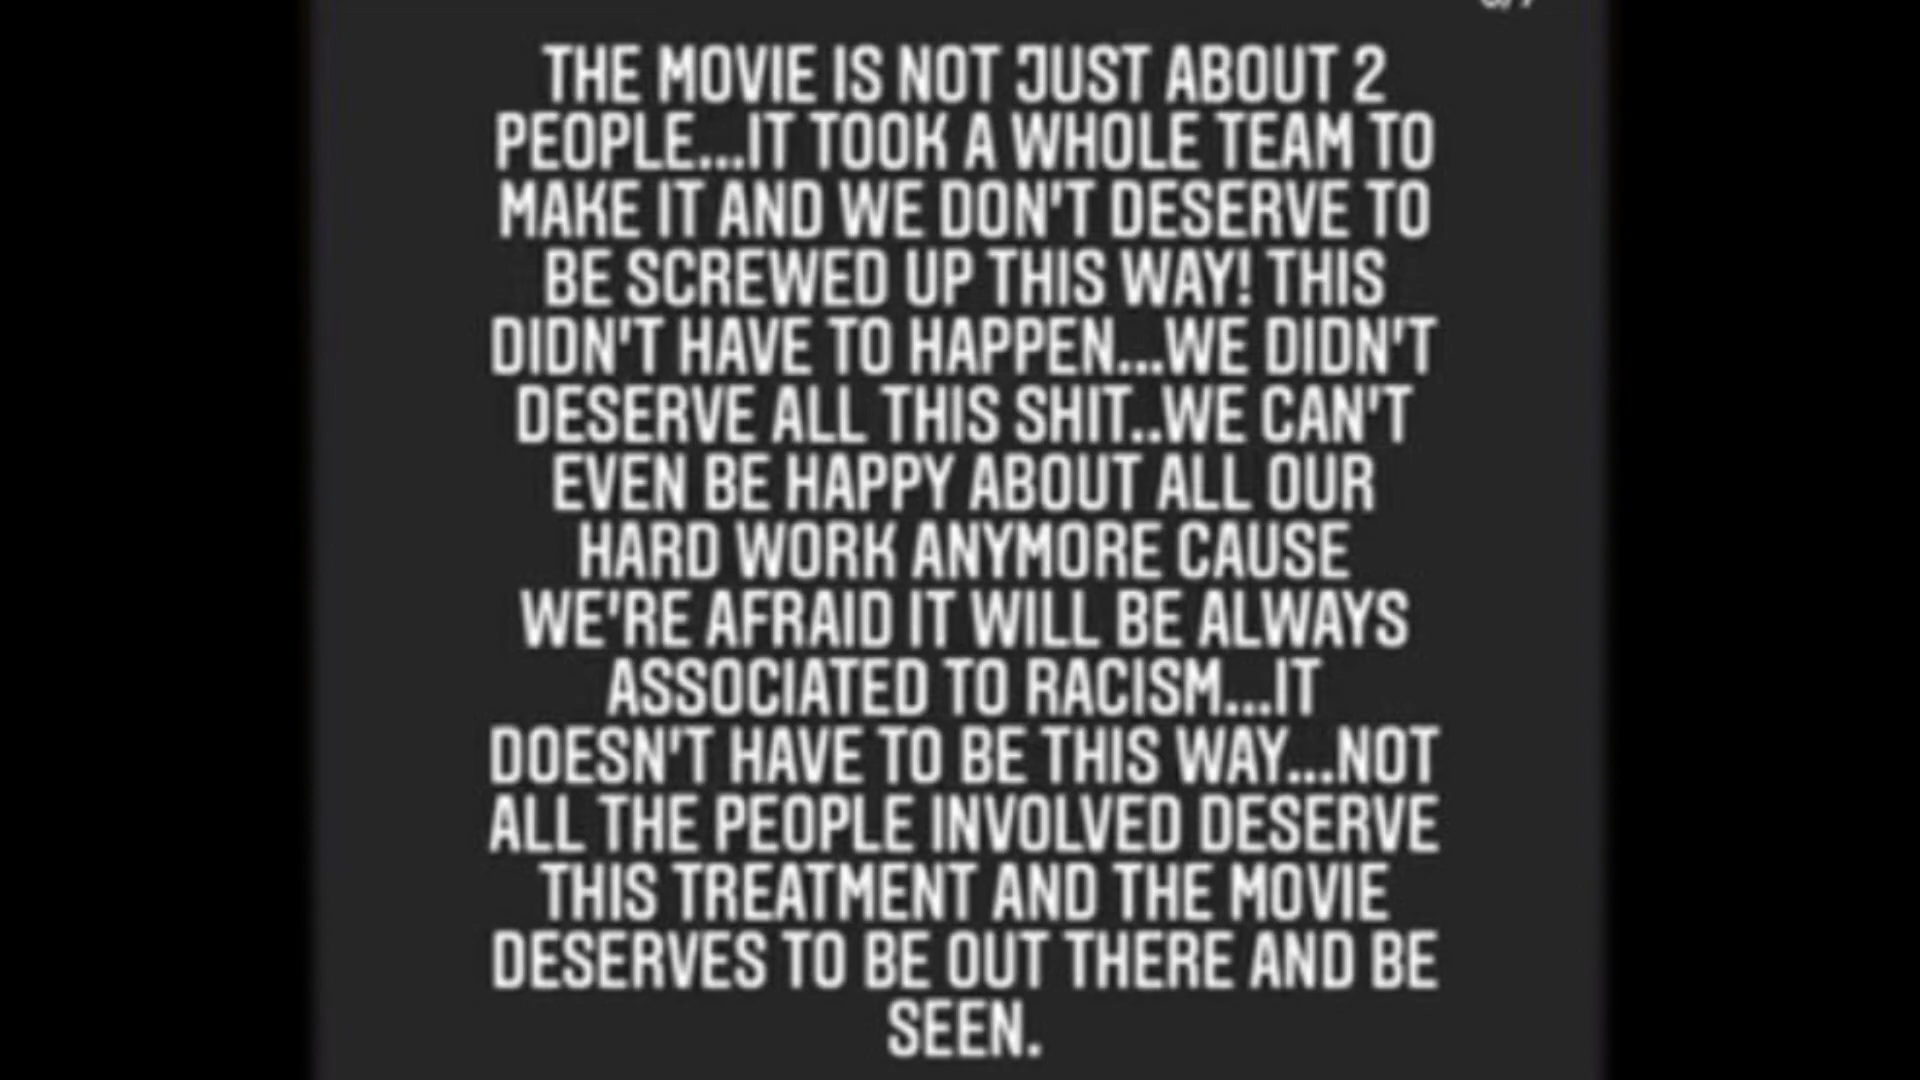 THE MOVIE IS NOT JUST ABOUT 2
PEOPLE...IT TOOK A WHOLE TEAM TO
MAKE IT AND WE DON'T DESERVE TO
BE SCREWED UP THIS WAY! THIS
DIDN'T HAVE TO HAPPEN...WE DIDN'T
DESERVE ALL THIS SHIT..WE CAN'T
EVEN BE HAPPY ABOUT ALL OUR
HARD WORK ANYMORE CAUSE
WE'RE AFRAID IT WILL BE ALWAYS
ASSOCIATED TO RACISM...IT
DOESN'T HAVE TO BE THIS WAY...NOT
ALL THE PEOPLE INVOLVED DESERVE
THIS TREATMENT AND THE MOVIE
DESERVES TO BE OUT THERE AND BE
SEEN.